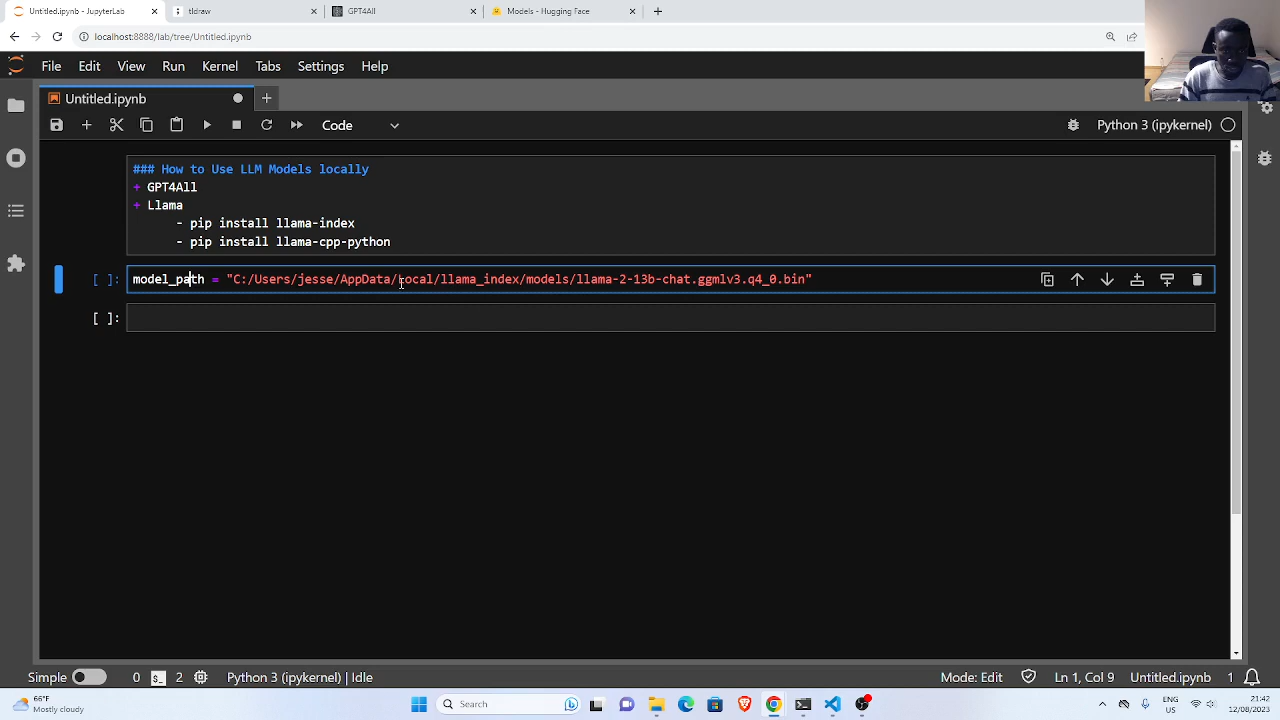 Untitled.ipynb - JupyterLab
tldraw
GPT4All
Models - Hugging Face
localhost:8888/lab/tree/Untitled.ipynb
File Edit View Run Kernel Tabs Settings Help
Untitled.ipynb
Code
Python 3 (ipykernel)
### How to Use LLM Models locally
+ GPT4All
+ Llama
- pip install llama-index
- pip install llama-cpp-python
[ ]: model_path = "C:/Users/jesse/AppData/Local/llama_index/models/llama-2-13b-chat.ggmlv3.q4_0.bin"
[ ]:
Simple 0 $_ 2 Python 3 (ipykernel) | Idle Mode: Edit Ln 1, Col 9 Untitled.ipynb 1
66°F
Mostly cloudy
Search
ENG
US
21:42
12/08/2023